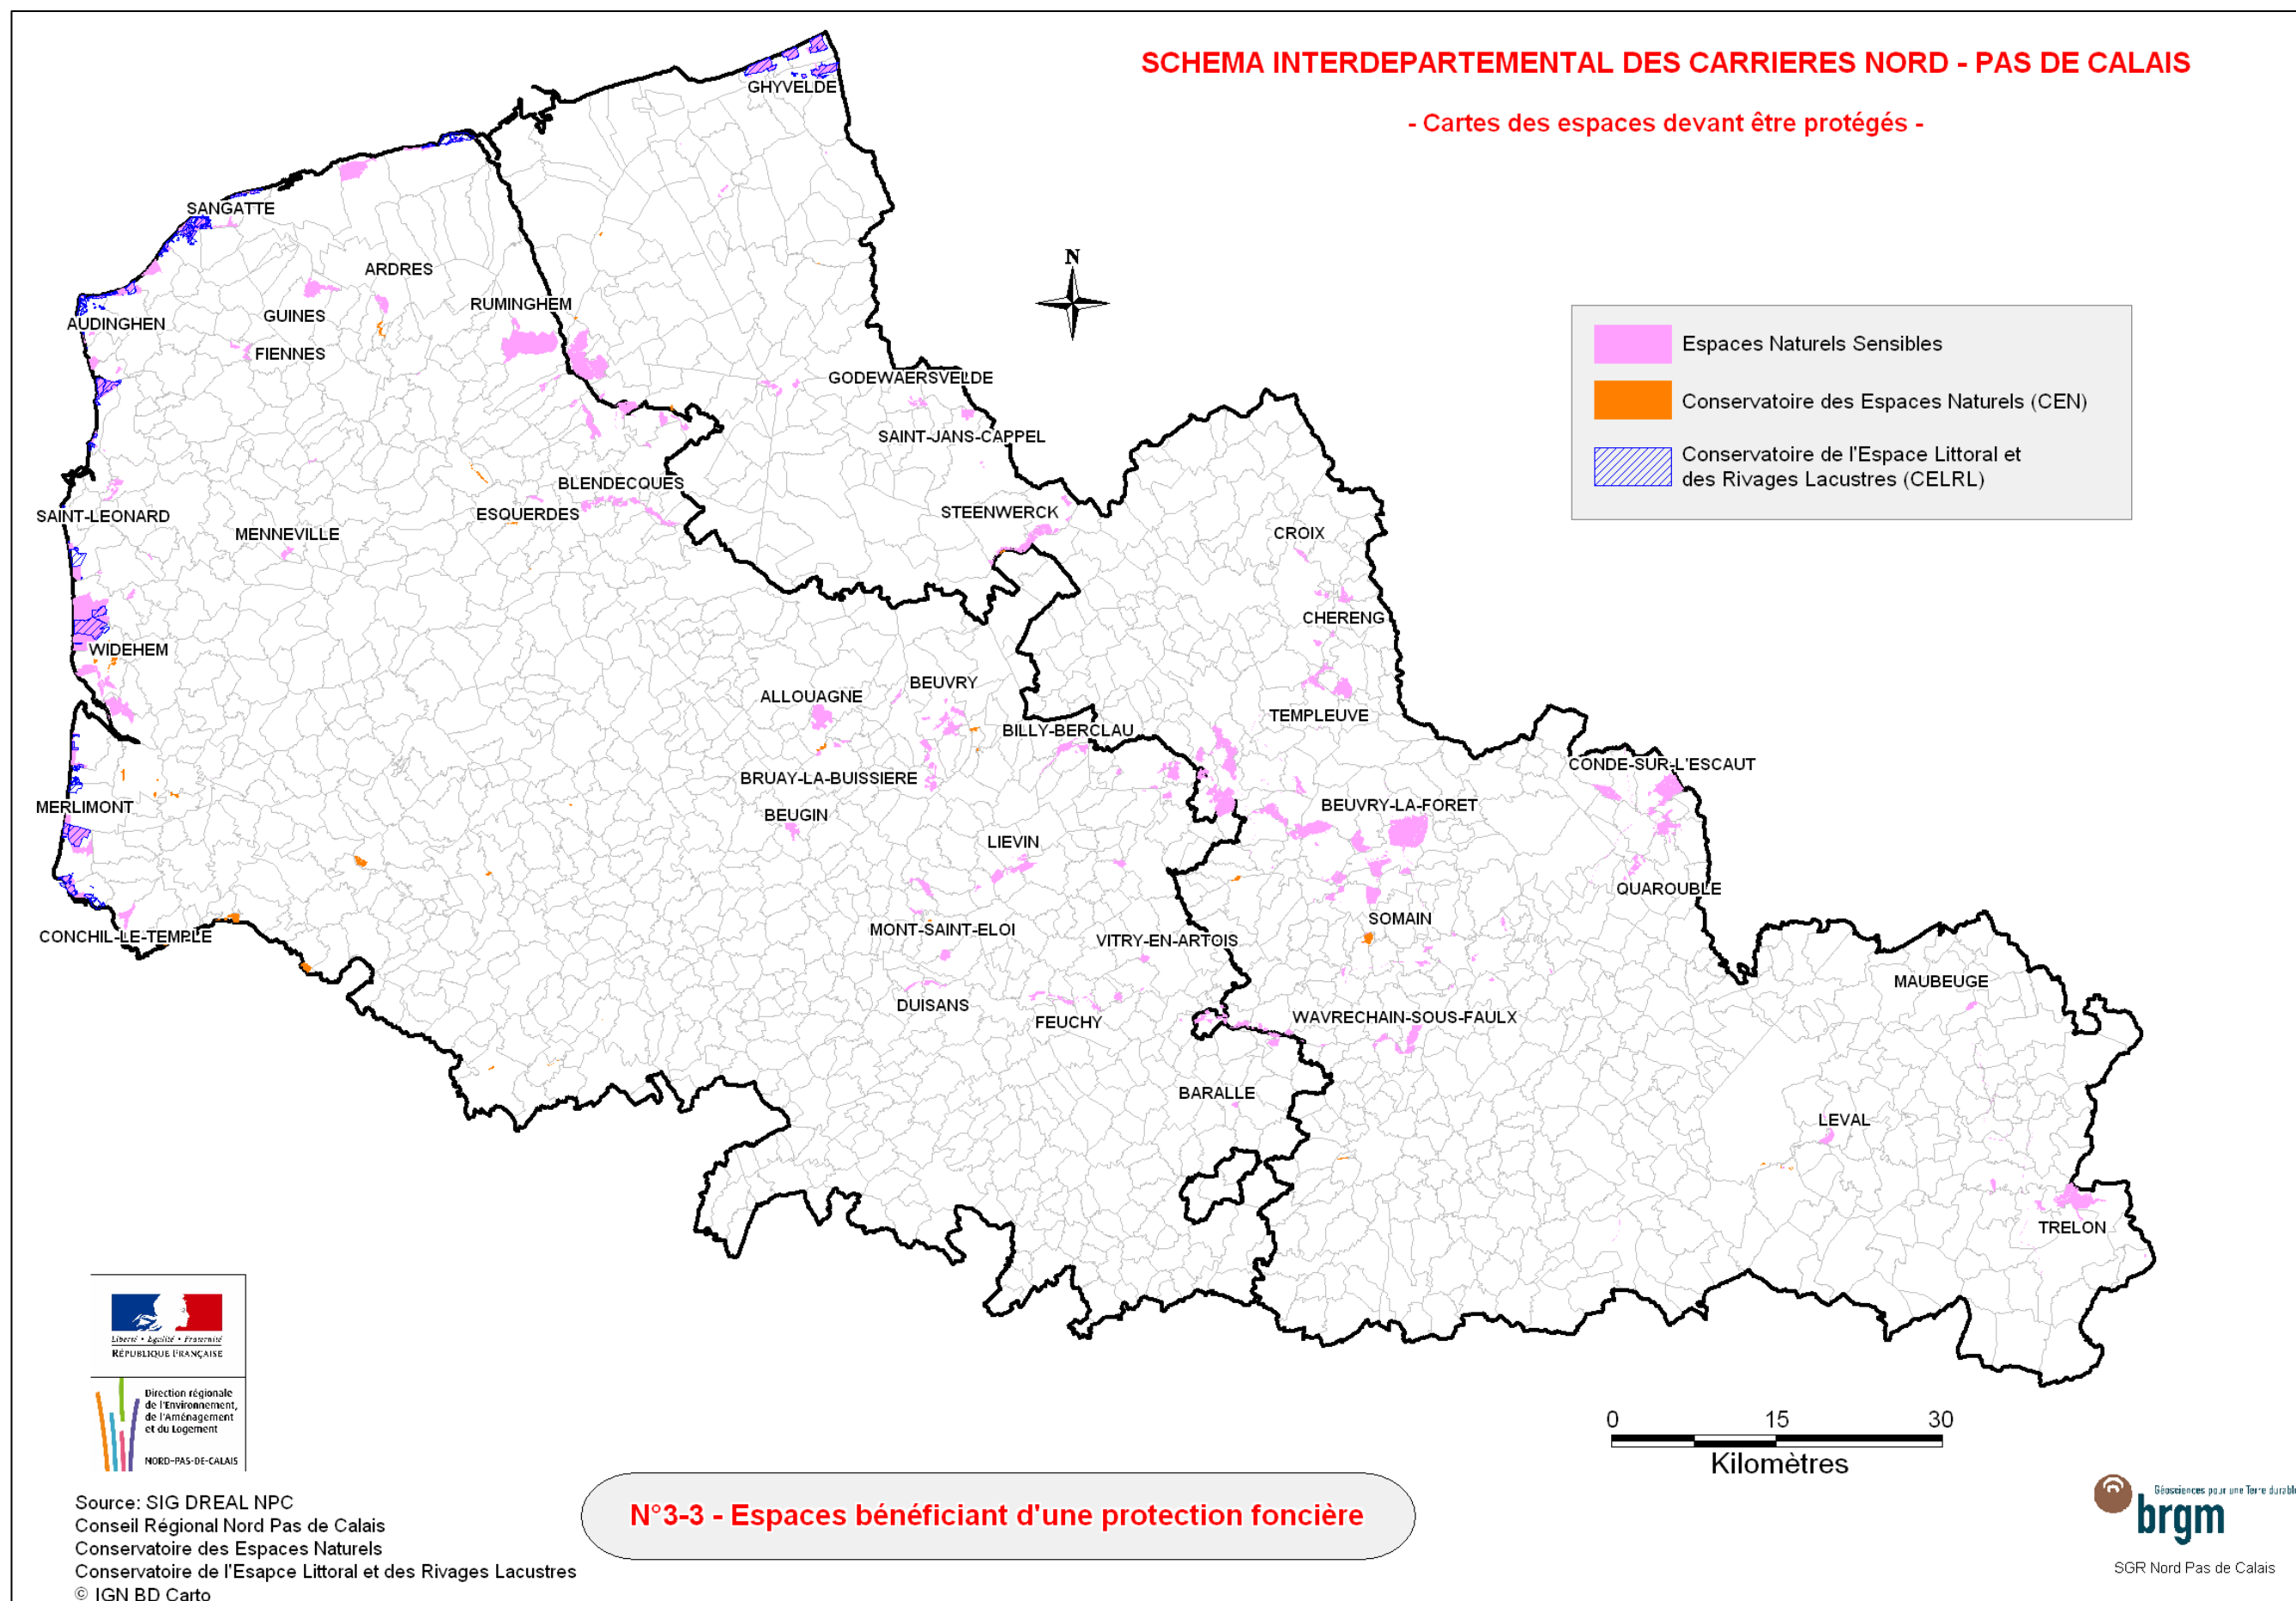 SCHEMA INTERDEPARTEMENTAL DES CARRIERES NORD - PAS DE CALAIS
- Cartes des espaces devant être protégés -
GHYVELDE
SANGATTE
ARDRES
N
RUMINGHEM
GUINES
AUDINGHEN
FIENNES
Espaces Naturels Sensibles
Conservatoire des Espaces Naturels (CEN)
Conservatoire de l'Espace Littoral et
des Rivages Lacustres (CELRL)
GODEWAERSVELDE
SAINT-JANS-CAPPEL
BLENDECQUES
ESQUERDES
STEENWERCK
SAINT-LEONARD
MENNEVILLE
CROIX
CHERENG
WIDEHEM
BEUVRY
ALLOUAGNE
TEMPLEUVE
BILLY-BERCLAU
CONDE-SUR-L'ESCAUT
BRUAY-LA-BUISSIERE
MERLIMONT
BEUVRY-LA-FORET
BEUGIN
LIEVIN
QUAROUBLE
SOMAIN
MONT-SAINT-ELOI
CONCHIL-LE-TEMPLE
VITRY-EN-ARTOIS
MAUBEUGE
DUISANS
FEUCHY
WAVRECHAIN-SOUS-FAULX
BARALLE
LEVAL
TRELON
Liberté • Égalité • Fraternité
RÉPUBLIQUE FRANÇAISE
Direction régionale
de l'Environnement,
de l'Aménagement
et du Logement
NORD-PAS-DE-CALAIS
0 15 30
Kilomètres
Source: SIG DREAL NPC
Conseil Régional Nord Pas de Calais
Conservatoire des Espaces Naturels
Conservatoire de l'Esapce Littoral et des Rivages Lacustres
© IGN BD Carto
N°3-3 - Espaces bénéficiant d'une protection foncière
Géosciences pour une Terre durable
brgm
SGR Nord Pas de Calais